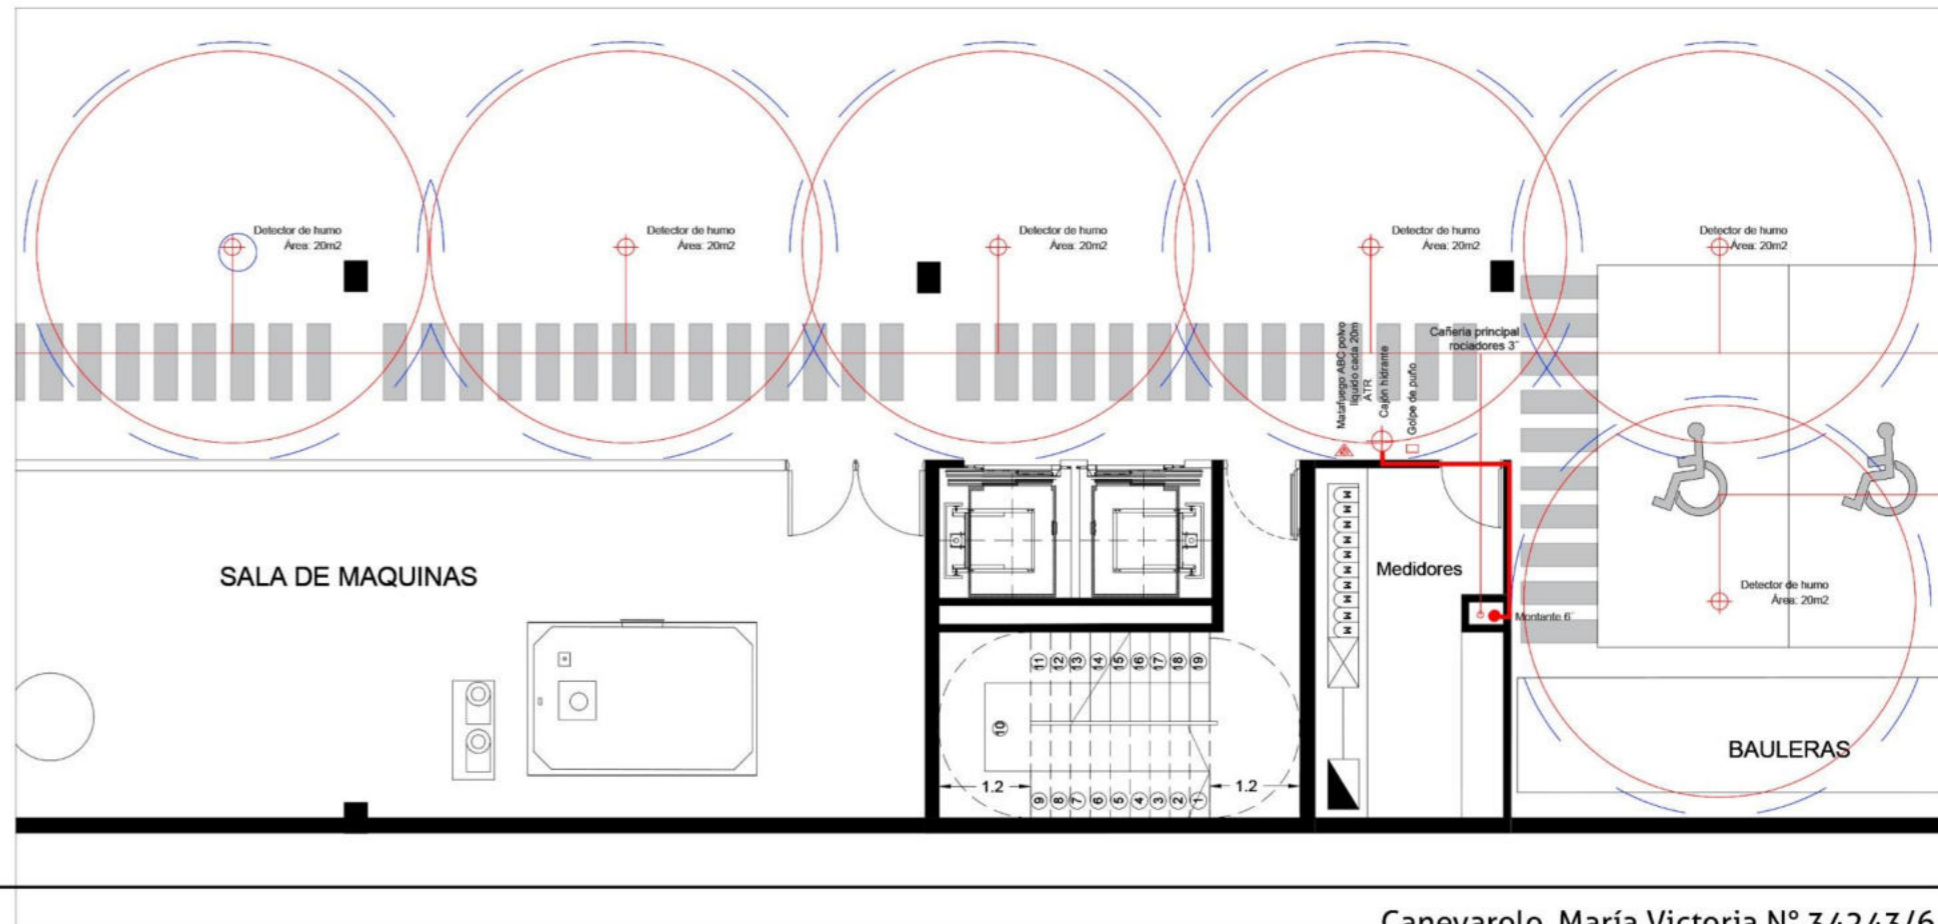 Detector de humo
Área: 20m2
Detector de humo
Área: 20m2
Detector de humo
Área: 20m2
Detector de humo
Área: 20m2
Detector de humo
Área: 20m2
Matafuego ABC polvo
líquido cada 20m
ATR
Cajón hidrante
Golpe de puño
Cañeria principal
rociadores 3¨
SALA DE MAQUINAS
M
M
M
M
M
M
M
M
M
M
Medidores
Detector de humo
Área: 20m2
Montante 6¨
11 12 13 14 15 16 17 18 19
10
BAULERAS
1.2
1.2
9 8 7 6 5 4 3 2 1
Canevarolo, María Victoria N° 34243/6